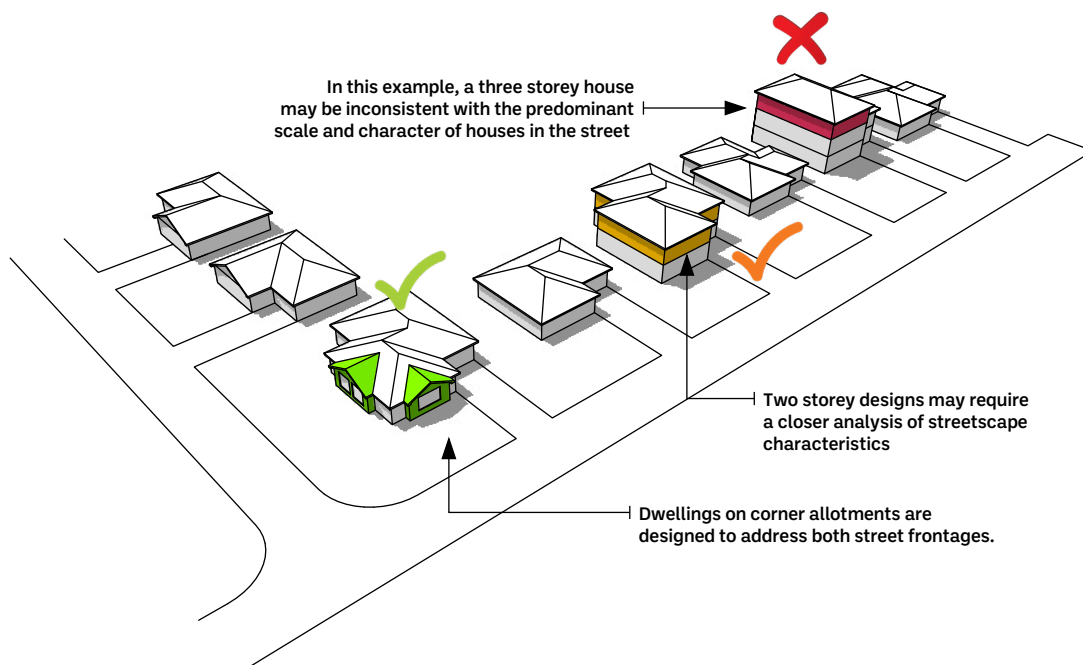 In this example, a three storey house
may be inconsistent with the predominant
scale and character of houses in the street
Two storey designs may require
a closer analysis of streetscape
characteristics
Dwellings on corner allotments are
designed to address both street frontages.